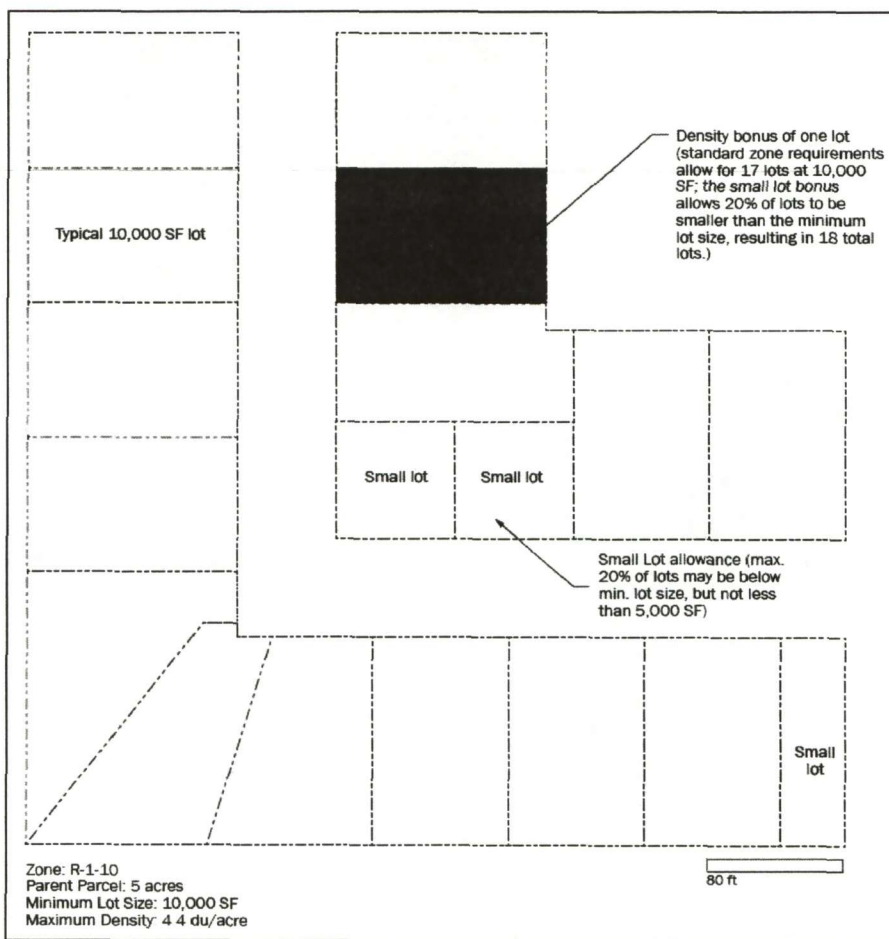 Density bonus of one lot
(standard zone requirements
allow for 17 lots at 10,000
SF; the small lot bonus
allows 20% of lots to be
smaller than the minimum
lot size, resulting in 18 total
lots.)
Typical 10,000 SF lot
Small lot
Small lot
Small Lot allowance (max.
20% of lots may be below
min. lot size, but not less
than 5,000 SF)
Small
lot
Zone: R-1-10
Parent Parcel: 5 acres
Minimum Lot Size: 10,000 SF
Maximum Density 4 4 du/acre
80 ft